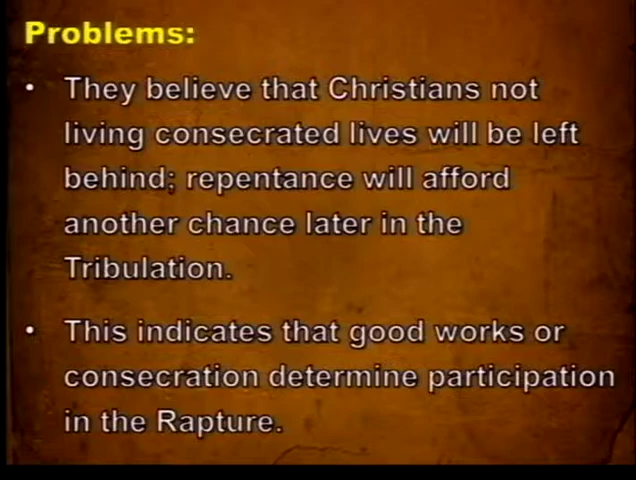 Problems:
• They believe that Christians not
living consecrated lives will be left
behind; repentance will afford
another chance later in the
Tribulation.
• This indicates that good works or
consecration determine participation
in the Rapture.